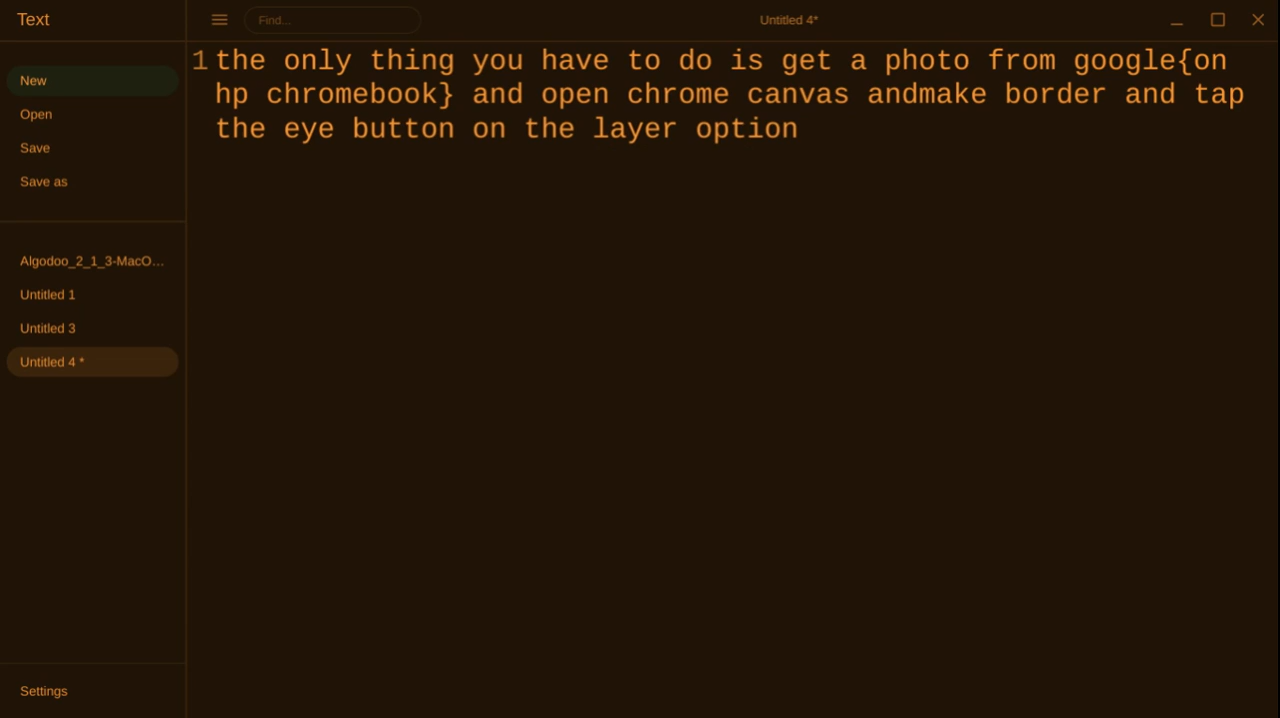 Text
Find...
Untitled 4*
New
Open
Save
Save as
Algodoo_2_1_3-MacO...
Untitled 1
Untitled 3
Untitled 4 *
Settings
1
the only thing you have to do is get a photo from google{on
hp chromebook} and open chrome canvas andmake border and tap
the eye button on the layer option